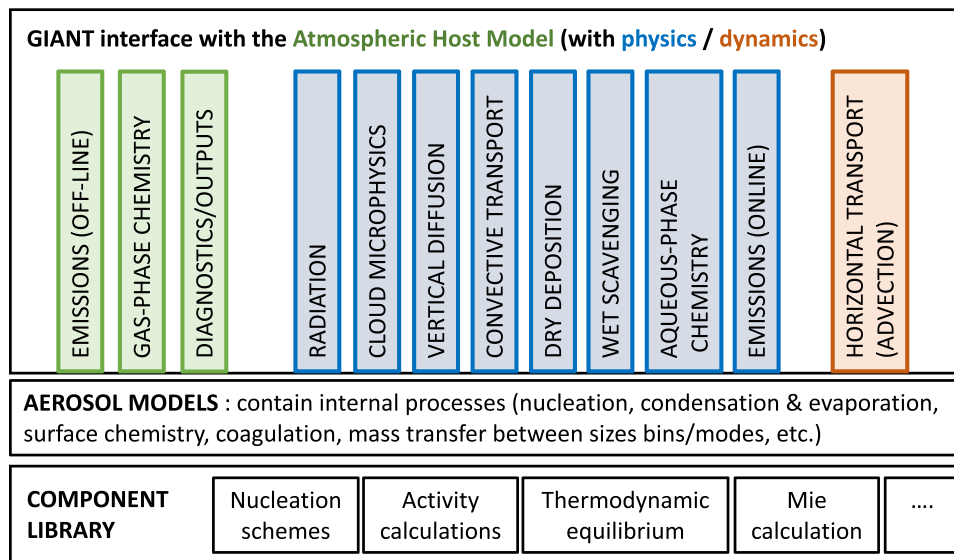 GIANT interface with the Atmospheric Host Model (with physics / dynamics)
EMISSIONS (OFF-LINE)
GAS-PHASE CHEMISTRY
DIAGNOSTICS/OUTPUTS
RADIATION
CLOUD MICROPHYSICS
VERTICAL DIFFUSION
CONVECTIVE TRANSPORT
DRY DEPOSITION
WET SCAVENGING
AQUEOUS-PHASE
CHEMISTRY
EMISSIONS (ONLINE)
HORIZONTAL TRANSPORT
(ADVECTION)
AEROSOL MODELS : contain internal processes (nucleation, condensation & evaporation,
surface chemistry, coagulation, mass transfer between sizes bins/modes, etc.)
COMPONENT
LIBRARY
Nucleation
schemes
Activity
calculations
Thermodynamic
equilibrium
Mie
calculation
....